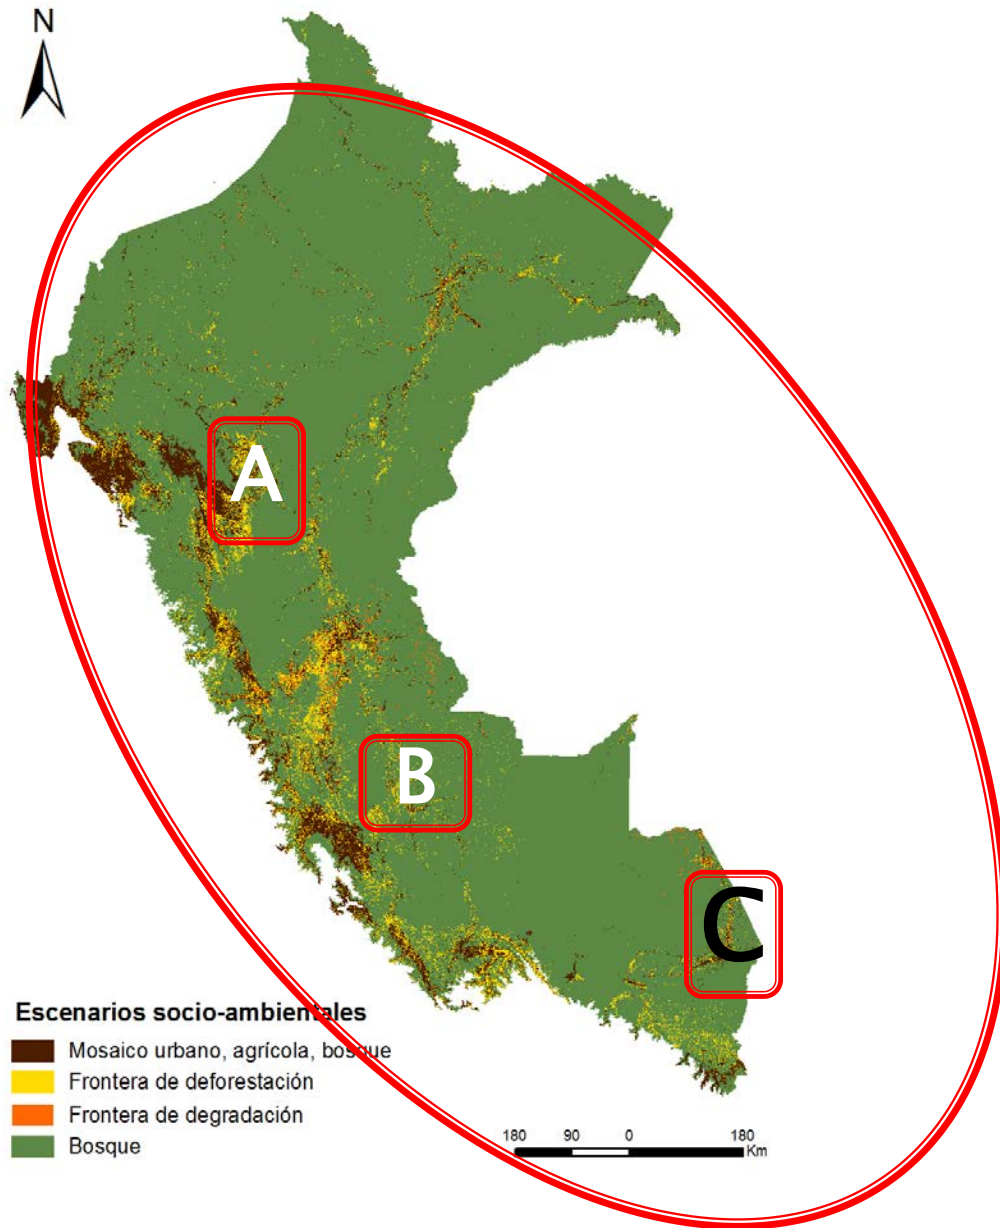 N
A
B
C
Escenarios socio-ambientales
Mosaico urbano, agrícola, bosque
Frontera de deforestación
Frontera de degradación
Bosque
180 90 0 180
Km